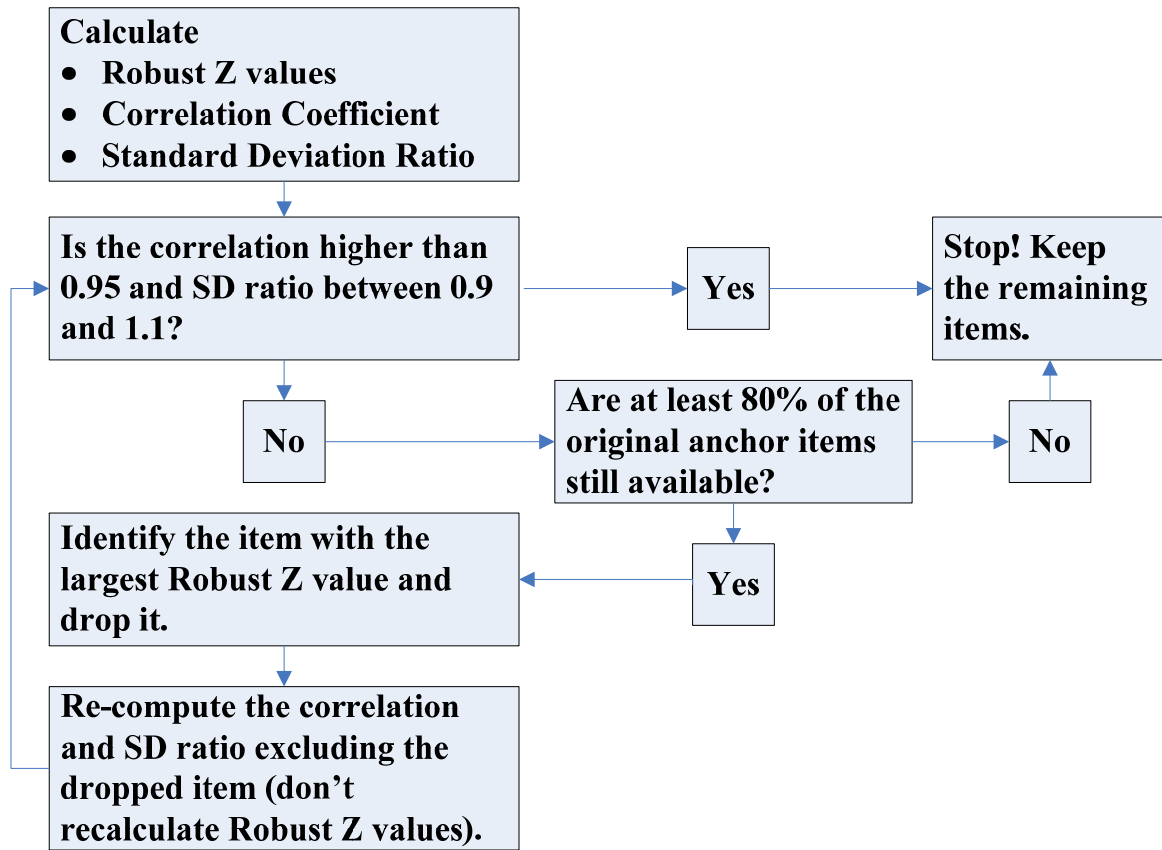 Calculate
• Robust Z values
• Correlation Coefficient
• Standard Deviation Ratio
Is the correlation higher than
0.95 and SD ratio between 0.9
and 1.1?
Yes
Stop! Keep
the remaining
items.
No
Are at least 80% of the
original anchor items
still available?
No
Identify the item with the
largest Robust Z value and
drop it.
Yes
Re-compute the correlation
and SD ratio excluding the
dropped item (don’t
recalculate Robust Z values).